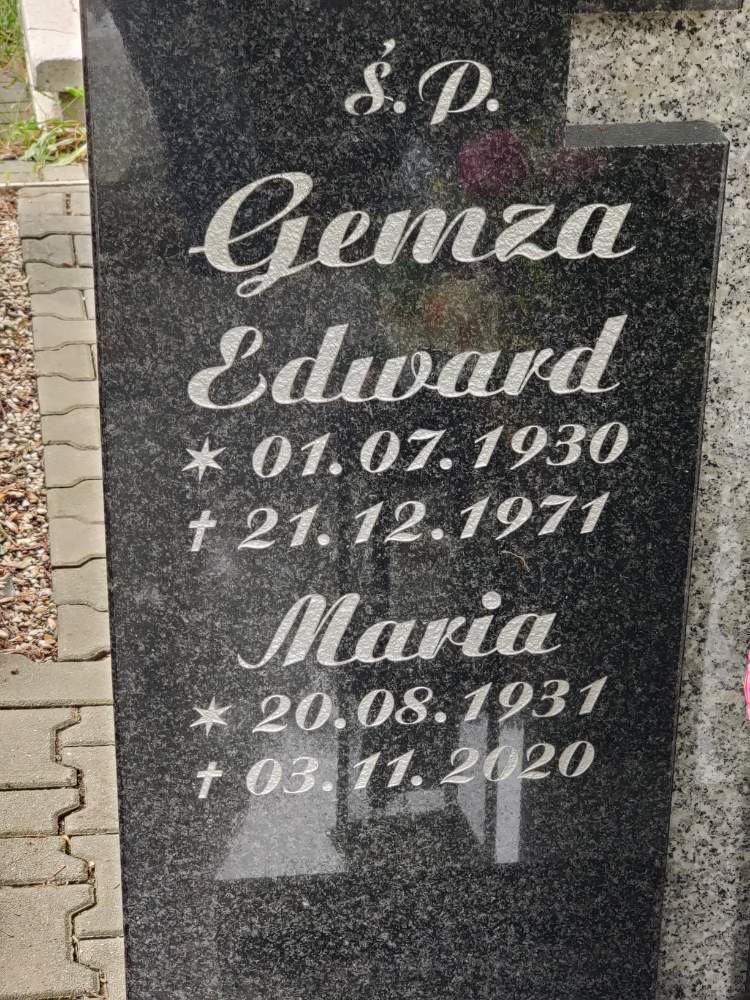 ś.p.
Gemza
Edward
* 01.07.1930
† 21.12.1971
Maria
* 20.08.1931
† 03.11.2020